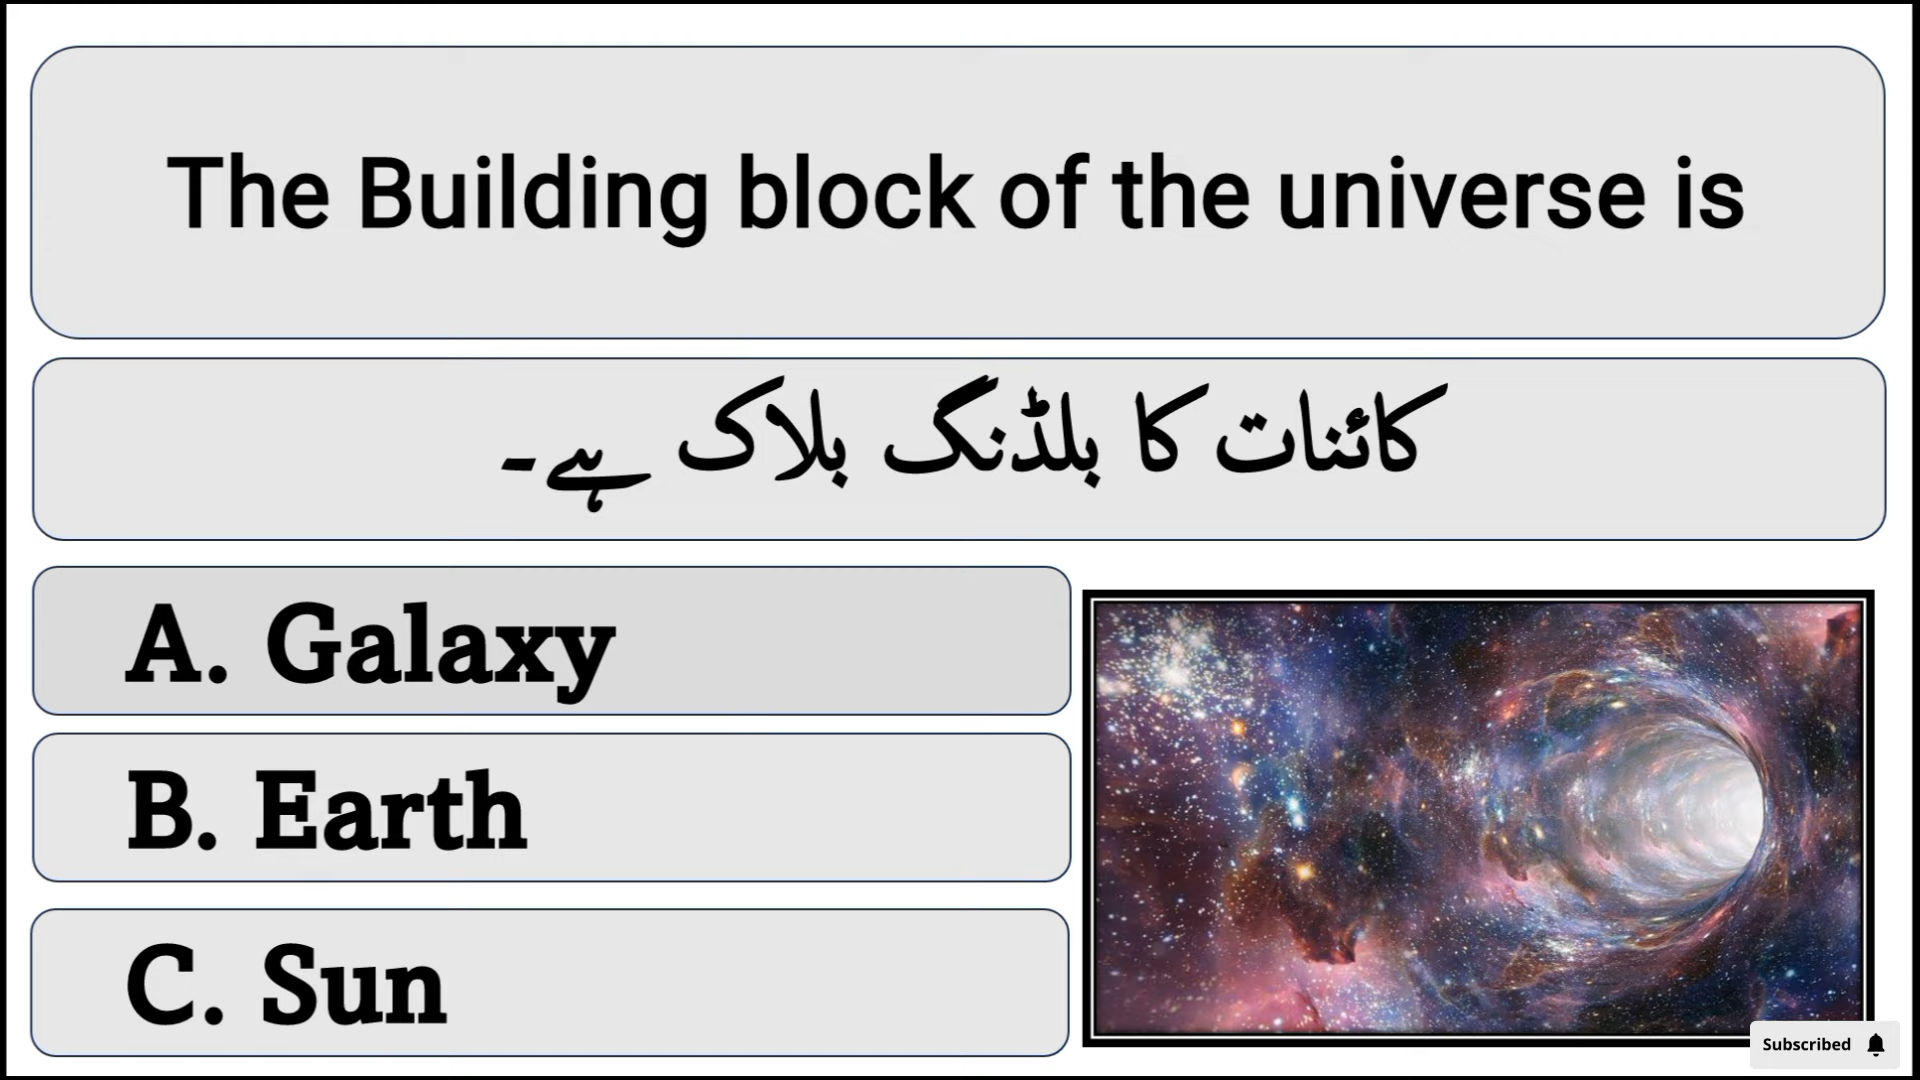 The Building block of the universe is
کائنات کا بلڈنگ بلاک ہے۔
A. Galaxy
B. Earth
C. Sun
Subscribed